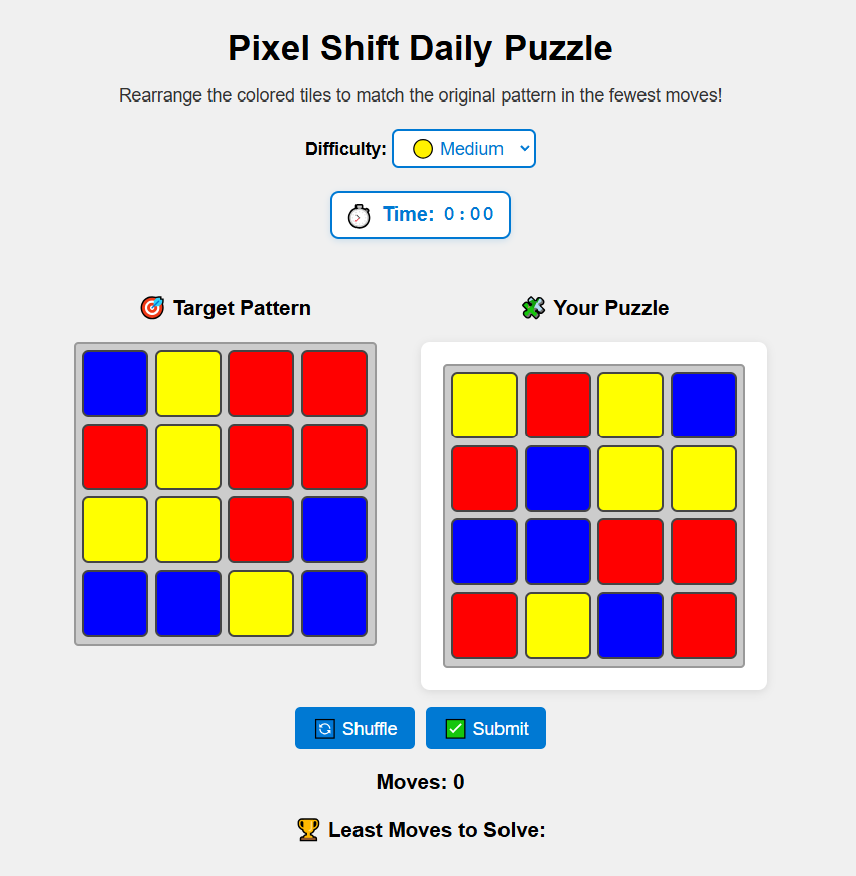 Pixel Shift Daily Puzzle
Rearrange the colored tiles to match the original pattern in the fewest moves!
Difficulty: Medium
Time: 0:00
Target Pattern
Your Puzzle
Shuffle
Submit
Moves: 0
Least Moves to Solve: